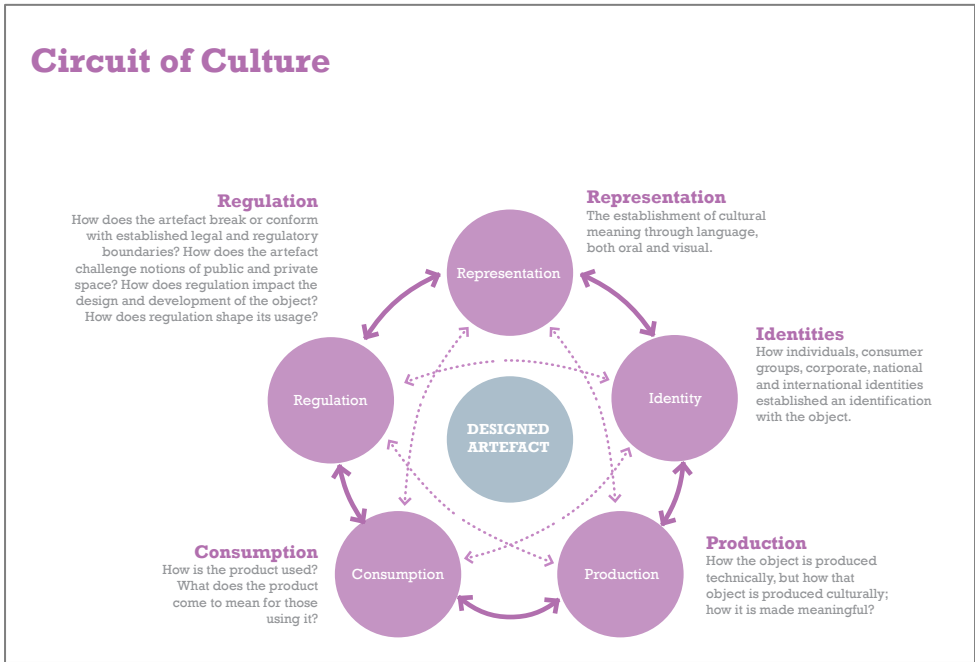 Circuit of Culture
Regulation
How does the artefact break or conform
with established legal and regulatory
boundaries? How does the artefact
challenge notions of public and private
space? How does regulation impact the
design and development of the object?
How does regulation shape its usage?
Representation
The establishment of cultural
meaning through language,
both oral and visual.
Representation
Identities
How individuals, consumer
groups, corporate, national
and international identities
established an identification
with the object.
Regulation
Identity
DESIGNED
ARTEFACT
Consumption
How is the product used?
What does the product
come to mean for those
using it?
Consumption
Production
Production
How the object is produced
technically, but how that
object is produced culturally;
how it is made meaningful?